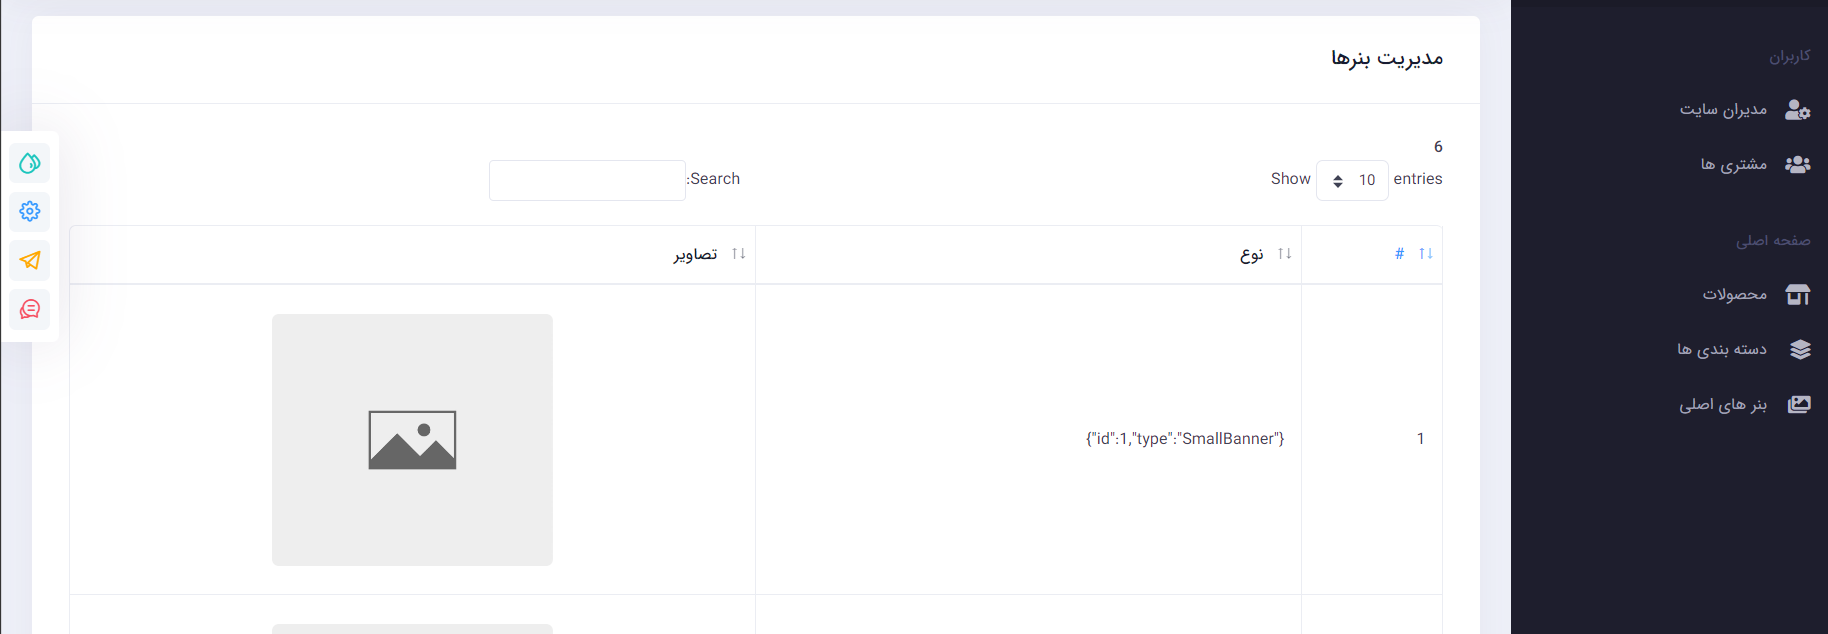 کاربران
مدیران سایت
مشتری ها
صفحه اصلی
محصولات
دسته بندی ها
بنر های اصلی
مدیریت بنرها
6
Show 10 entries
Search:
#
نوع
تصاویر
1
{"id":1,"type":"SmallBanner"}